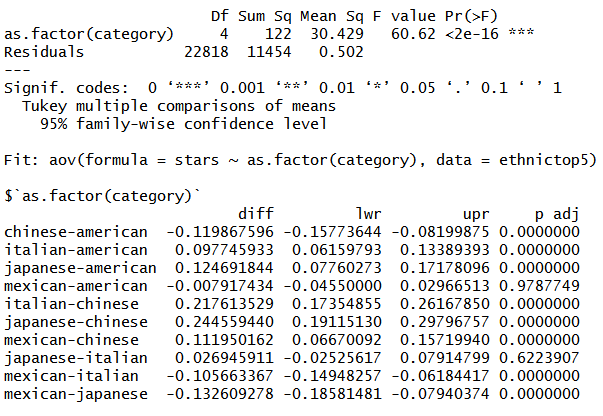 Df Sum Sq Mean Sq F value Pr(>F)
as.factor(category)     4    122  30.429   60.62 <2e-16 ***
Residuals           22818  11454   0.502
---
Signif. codes:  0 ‘***’ 0.001 ‘**’ 0.01 ‘*’ 0.05 ‘.’ 0.1 ‘ ’ 1
  Tukey multiple comparisons of means
    95% family-wise confidence level

Fit: aov(formula = stars ~ as.factor(category), data = ethnictop5)

$`as.factor(category)`
                          diff         lwr         upr     p adj
chinese-american  -0.119867596 -0.15773644 -0.08199875 0.0000000
italian-american   0.097745933  0.06159793  0.13389393 0.0000000
japanese-american  0.124691844  0.07760273  0.17178096 0.0000000
mexican-american  -0.007917434 -0.04550000  0.02966513 0.9787749
italian-chinese    0.217613529  0.17354855  0.26167850 0.0000000
japanese-chinese   0.244559440  0.19115130  0.29796757 0.0000000
mexican-chinese    0.111950162  0.06670092  0.15719940 0.0000000
japanese-italian   0.026945911 -0.02525617  0.07914799 0.6223907
mexican-italian   -0.105663367 -0.14948257 -0.06184417 0.0000000
mexican-japanese  -0.132609278 -0.18581481 -0.07940374 0.0000000